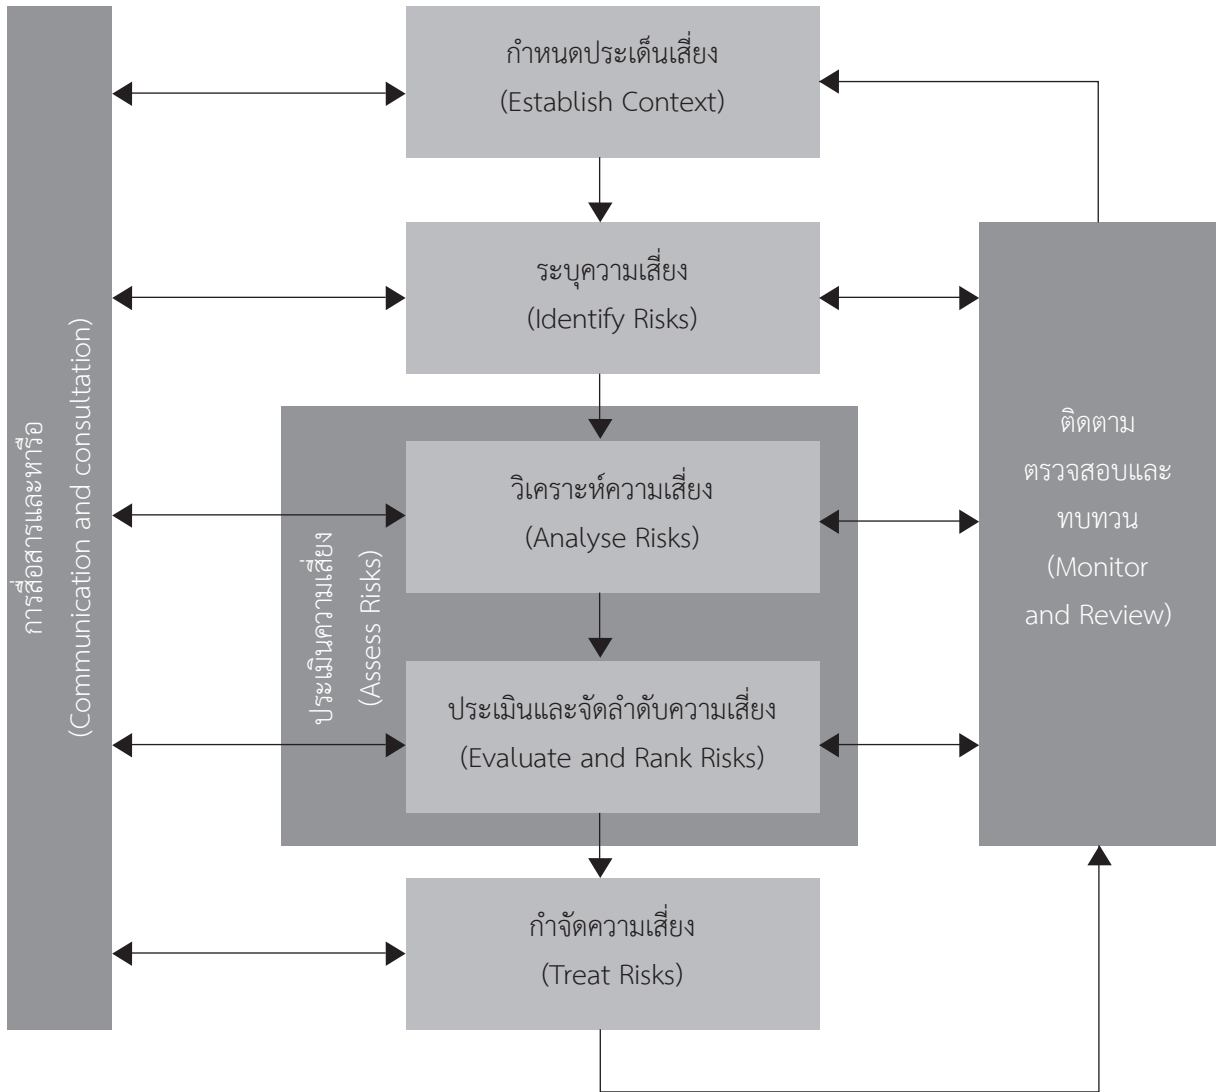 การสื่อสารและหารือ
(Communication and consultation)
กำหนดประเด็นเสี่ยง
(Establish Context)
ระบุความเสี่ยง
(Identify Risks)
ประเมินความเสี่ยง
(Assess Risks)
วิเคราะห์ความเสี่ยง
(Analyse Risks)
ประเมินและจัดลำดับความเสี่ยง
(Evaluate and Rank Risks)
กำจัดความเสี่ยง
(Treat Risks)
ติดตาม
ตรวจสอบและ
ทบทวน
(Monitor
and Review)